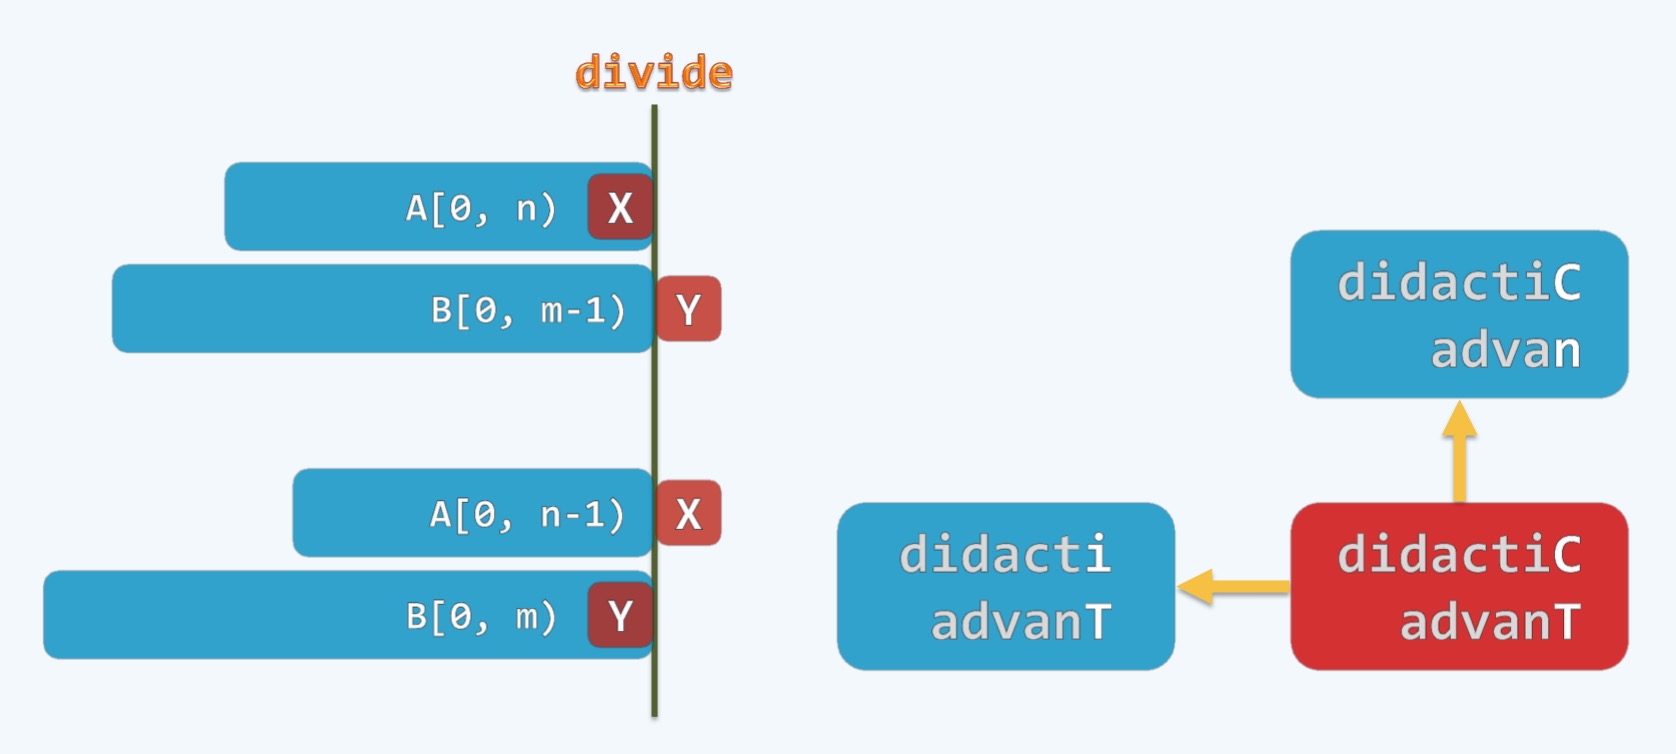 divide
A[0, n) X
B[0, m-1) Y
A[0, n-1) X
B[0, m) Y
didactiC
advan
didacti
advanT
didactiC
advanT